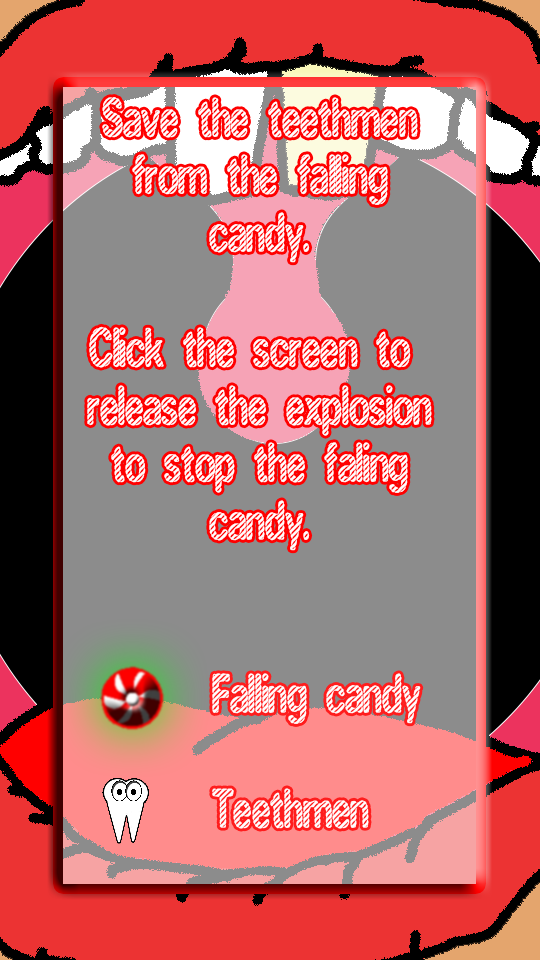 Save the teethmen
from the falling
candy.
Click the screen to
release the explosion
to stop the faling
candy.
Falling candy
Teethmen